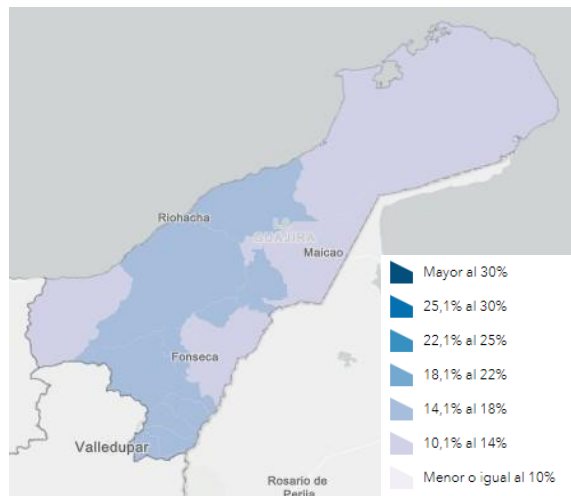 Riohacha
LA
GUAJIRA
Maicao
Fonseca
Valledupar
Rosario de
Perija
Mayor al 30%
25,1% al 30%
22,1% al 25%
18,1% al 22%
14,1% al 18%
10,1% al 14%
Menor o igual al 10%